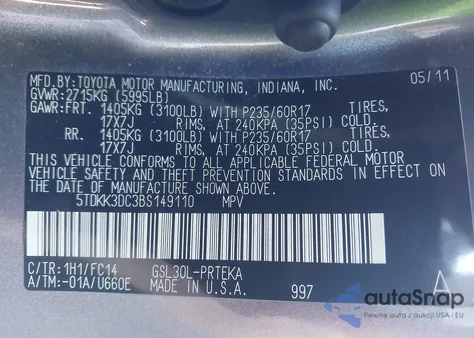 MFD.BY:TOYOTA MOTOR MANUFACTURING, INDIANA, INC. 05/11
GVWR:2715KG (5995LB)
GAWR:FRT. 1405KG (3100LB) WITH P235/60R17 TIRES,
17X7J RIMS, AT 240KPA (35PSI) COLD.
RR. 1405KG (3100LB) WITH P235/60R17 TIRES,
17X7J RIMS, AT 240KPA (35PSI) COLD.
THIS VEHICLE CONFORMS TO ALL APPLICABLE FEDERAL MOTOR
VEHICLE SAFETY AND THEFT PREVENTION STANDARDS IN EFFECT ON
THE DATE OF MANUFACTURE SHOWN ABOVE.
5TDKK3DC3BS149110 MPV
C/TR:1H1/FC14 GSL30L-PRTEKA A
A/TM:-01A/U660E MADE IN U.S.A. 997
autoSnap
Pewne auto z USA i EU